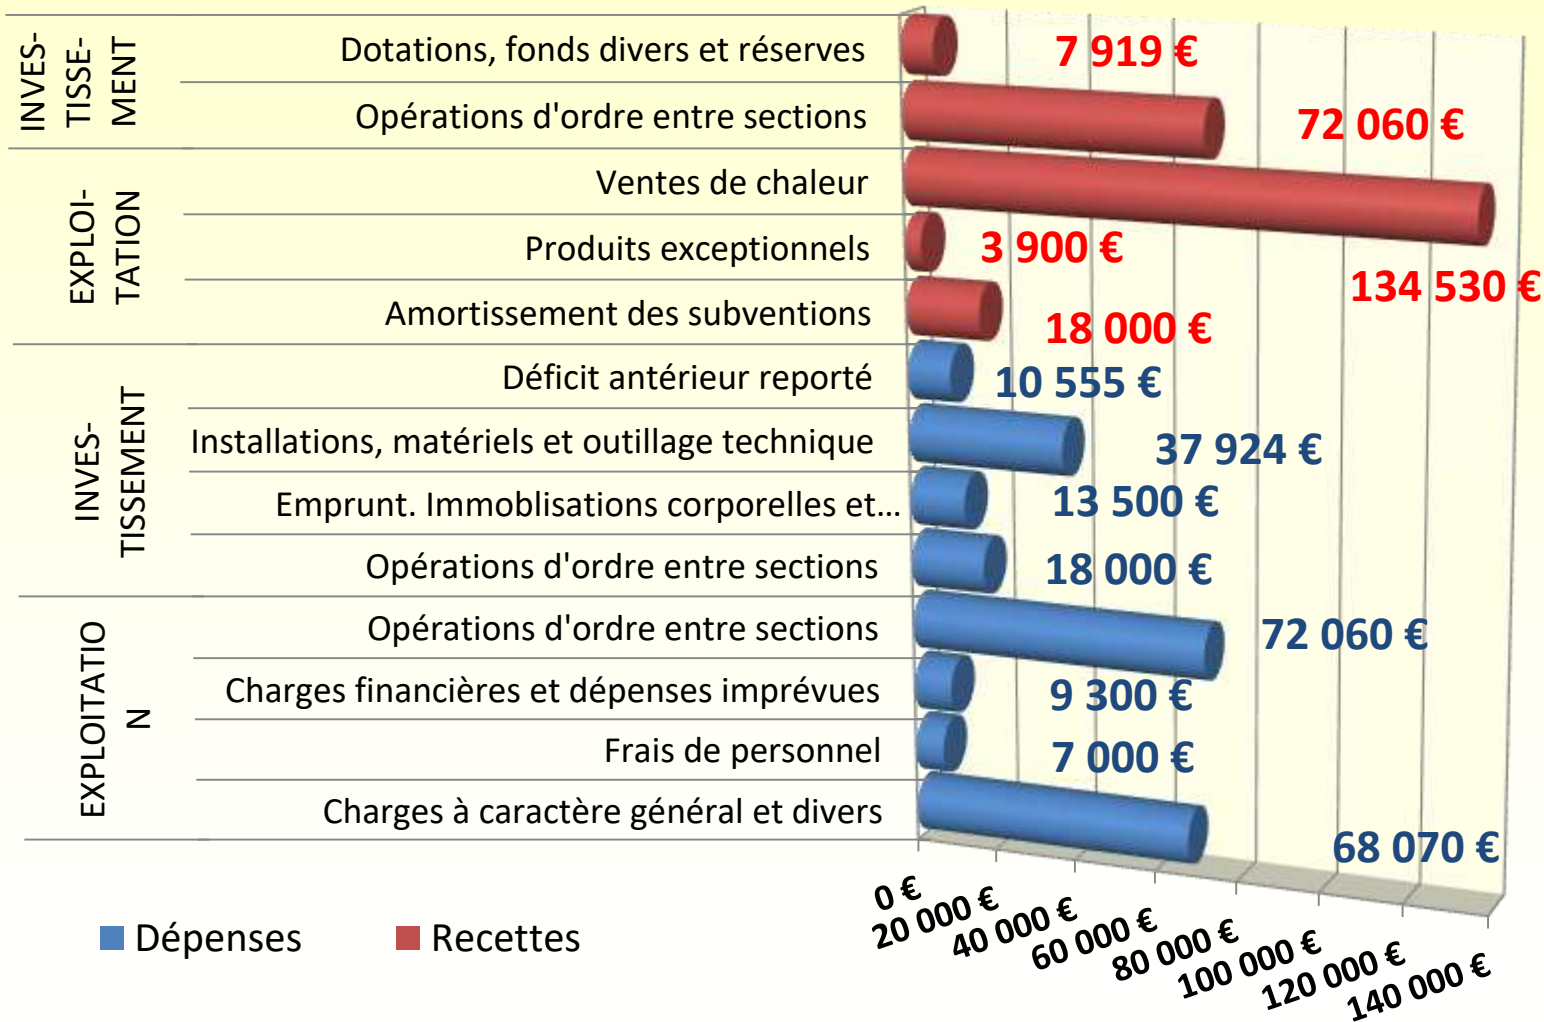 INVES-
TISSE-
MENT
Dotations, fonds divers et réserves
7 919 €
Opérations d'ordre entre sections
72 060 €
EXPLOI-
TATION
Ventes de chaleur
134 530 €
Produits exceptionnels
3 900 €
Amortissement des subventions
18 000 €
INVES-
TISSEMENT
Déficit antérieur reporté
10 555 €
Installations, matériels et outillage technique
37 924 €
Emprunt. Immoblisations corporelles et...
13 500 €
Opérations d'ordre entre sections
18 000 €
EXPLOITATIO
N
Opérations d'ordre entre sections
72 060 €
Charges financières et dépenses imprévues
9 300 €
Frais de personnel
7 000 €
Charges à caractère général et divers
68 070 €
0 €
20 000 €
40 000 €
60 000 €
80 000 €
100 000 €
120 000 €
140 000 €
Dépenses
Recettes